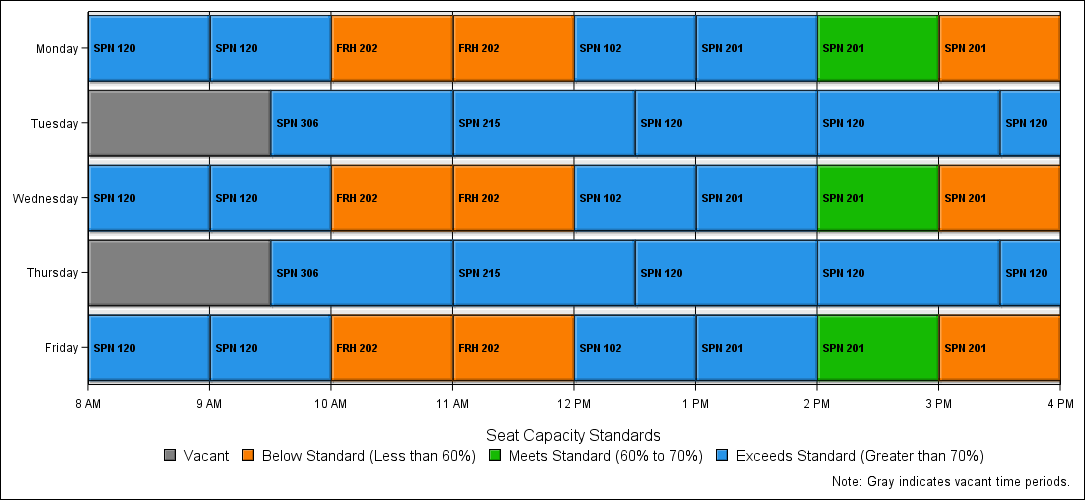 Monday SPN 120 SPN 120 FRH 202 FRH 202 SPN 102 SPN 201 SPN 201 SPN 201
Tuesday SPN 306 SPN 215 SPN 120 SPN 120 SPN 120
Wednesday SPN 120 SPN 120 FRH 202 FRH 202 SPN 102 SPN 201 SPN 201 SPN 201
Thursday SPN 306 SPN 215 SPN 120 SPN 120 SPN 120
Friday SPN 120 SPN 120 FRH 202 FRH 202 SPN 102 SPN 201 SPN 201 SPN 201
8 AM 9 AM 10 AM 11 AM 12 PM 1 PM 2 PM 3 PM 4 PM
Seat Capacity Standards
Vacant Below Standard (Less than 60%) Meets Standard (60% to 70%) Exceeds Standard (Greater than 70%)
Note: Gray indicates vacant time periods.